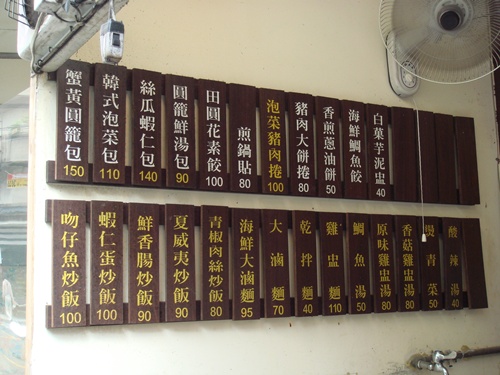 蟹黃圓籠包 150
韓式泡菜包 110
絲瓜蝦仁包 140
圓籠鮮湯包 90
田園花素餃 100
煎鍋貼 80
泡菜豬肉捲 100
豬肉大餅捲 80
香煎蔥油餅 50
海鮮鯛魚餃
白菓芋泥盅 40
吻仔魚炒飯 100
蝦仁蛋炒飯 100
鮮香腸炒飯 90
夏威夷炒飯 90
青椒肉絲炒飯 80
海鮮大滷麵 95
大滷麵 70
乾拌麵 40
雞盅麵 110
鯛魚湯 50
原味雞盅湯 80
香菇雞盅湯 80
燙青菜 50
酸辣湯 40